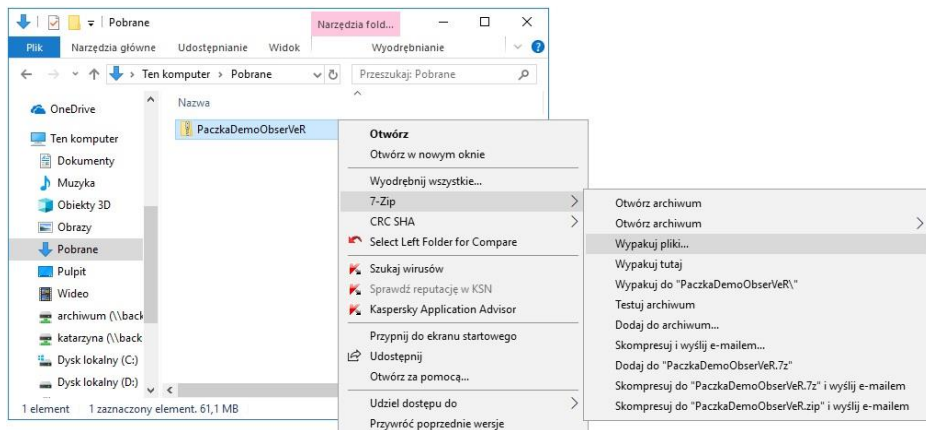 Pobrane
Narzędzia fold...
Plik
Narzędzia główne
Udostępnianie
Widok
Wyodrębnianie
Ten komputer > Pobrane
Przeszukaj: Pobrane
OneDrive
Ten komputer
Dokumenty
Muzyka
Obiekty 3D
Obrazy
Pobrane
Pulpit
Wideo
archiwum (\\back
katarzyna (\\back
Dysk lokalny (C:)
Dysk lokalny (D:)
Nazwa
PaczkaDemoObserVeR
1 element 1 zaznaczony element. 61,1 MB
Otwórz
Otwórz w nowym oknie
Wyodrębnij wszystkie...
7-Zip
CRC SHA
Select Left Folder for Compare
Szukaj wirusów
Sprawdź reputację w KSN
Kaspersky Application Advisor
Przypnij do ekranu startowego
Udostępnij
Otwórz za pomocą...
Udziel dostępu do
Przywróć poprzednie wersje
Otwórz archiwum
Otwórz archiwum
Wypakuj pliki...
Wypakuj tutaj
Wypakuj do "PaczkaDemoObserVeR\"
Testuj archiwum
Dodaj do archiwum...
Skompresuj i wyślij e-mailem...
Dodaj do "PaczkaDemoObserVeR.7z"
Skompresuj do "PaczkaDemoObserVeR.7z" i wyślij e-mailem
Skompresuj do "PaczkaDemoObserVeR.zip" i wyślij e-mailem